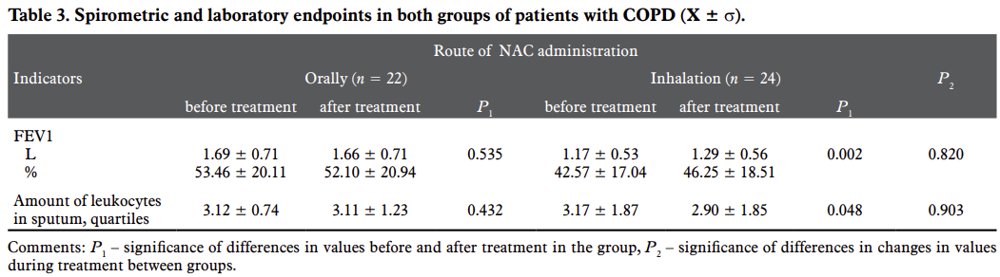 Table 3. Spirometric and laboratory endpoints in both groups of patients with COPD (X ± σ).
Route of NAC administration
Indicators Orally (n = 22) Inhalation (n = 24) P2
before treatment after treatment P1 before treatment after treatment P1
FEV1
L 1.69 ± 0.71 1.66 ± 0.71 0.535 1.17 ± 0.53 1.29 ± 0.56 0.002 0.820
% 53.46 ± 20.11 52.10 ± 20.94 42.57 ± 17.04 46.25 ± 18.51
Amount of leukocytes
in sputum, quartiles 3.12 ± 0.74 3.11 ± 1.23 0.432 3.17 ± 1.87 2.90 ± 1.85 0.048 0.903
Comments: P1 – significance of differences in values before and after treatment in the group, P2 – significance of differences in changes in values
during treatment between groups.